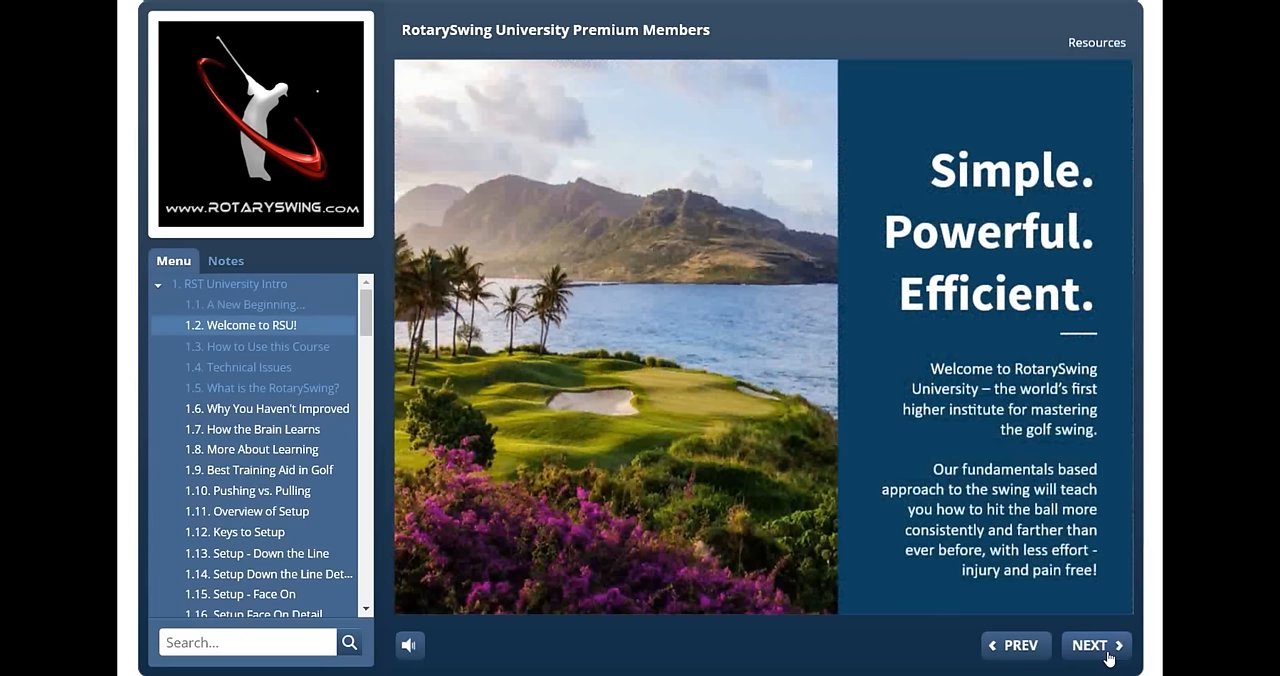 RotarySwing University Premium Members
Resources
WWW.ROTARYSWING.COM
Menu
Notes
1. RST University Intro
1.1. A New Beginning...
1.2. Welcome to RSU!
1.3. How to Use this Course
1.4. Technical Issues
1.5. What is the RotarySwing?
1.6. Why You Haven't Improved
1.7. How the Brain Learns
1.8. More About Learning
1.9. Best Training Aid in Golf
1.10. Pushing vs. Pulling
1.11. Overview of Setup
1.12. Keys to Setup
1.13. Setup - Down the Line
1.14. Setup Down the Line Det...
1.15. Setup - Face On
1.16. Setup Face On Detail
Search...
Simple.
Powerful.
Efficient.
Welcome to RotarySwing
University – the world's first
higher institute for mastering
the golf swing.
Our fundamentals based
approach to the swing will teach
you how to hit the ball more
consistently and farther than
ever before, with less effort -
injury and pain free!
PREV
NEXT